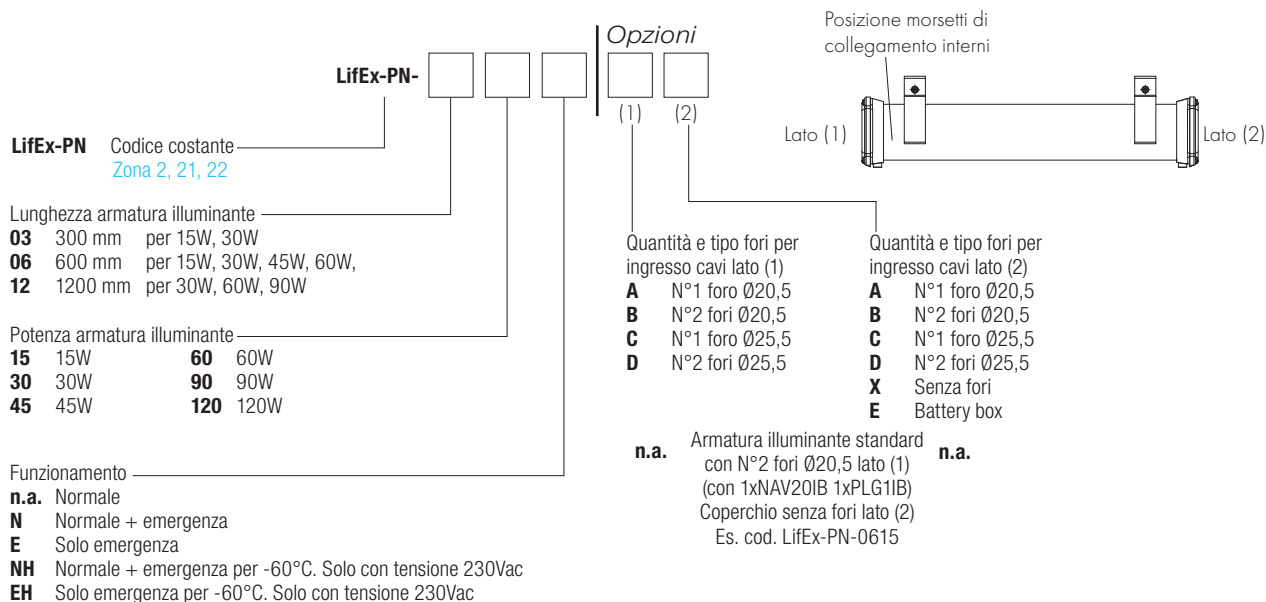 Opzioni
LifEx-PN-
(1) (2)
Posizione morsetti di
collegamento interni
Lato (1)
Lato (2)
LifEx-PN Codice costante
Zona 2, 21, 22
Lunghezza armatura illuminante
03 300 mm per 15W, 30W
06 600 mm per 15W, 30W, 45W, 60W,
12 1200 mm per 30W, 60W, 90W
Potenza armatura illuminante
15 15W 60 60W
30 30W 90 90W
45 45W 120 120W
Funzionamento
n.a. Normale
N Normale + emergenza
E Solo emergenza
NH Normale + emergenza per -60°C. Solo con tensione 230Vac
EH Solo emergenza per -60°C. Solo con tensione 230Vac
Quantità e tipo fori per
ingresso cavi lato (1)
A N°1 foro Ø20,5
B N°2 fori Ø20,5
C N°1 foro Ø25,5
D N°2 fori Ø25,5
Quantità e tipo fori per
ingresso cavi lato (2)
A N°1 foro Ø20,5
B N°2 fori Ø20,5
C N°1 foro Ø25,5
D N°2 fori Ø25,5
X Senza fori
E Battery box
n.a. Armatura illuminante standard n.a.
con N°2 fori Ø20,5 lato (1)
(con 1xNAV20IB 1xPLG1IB)
Coperchio senza fori lato (2)
Es. cod. LifEx-PN-0615